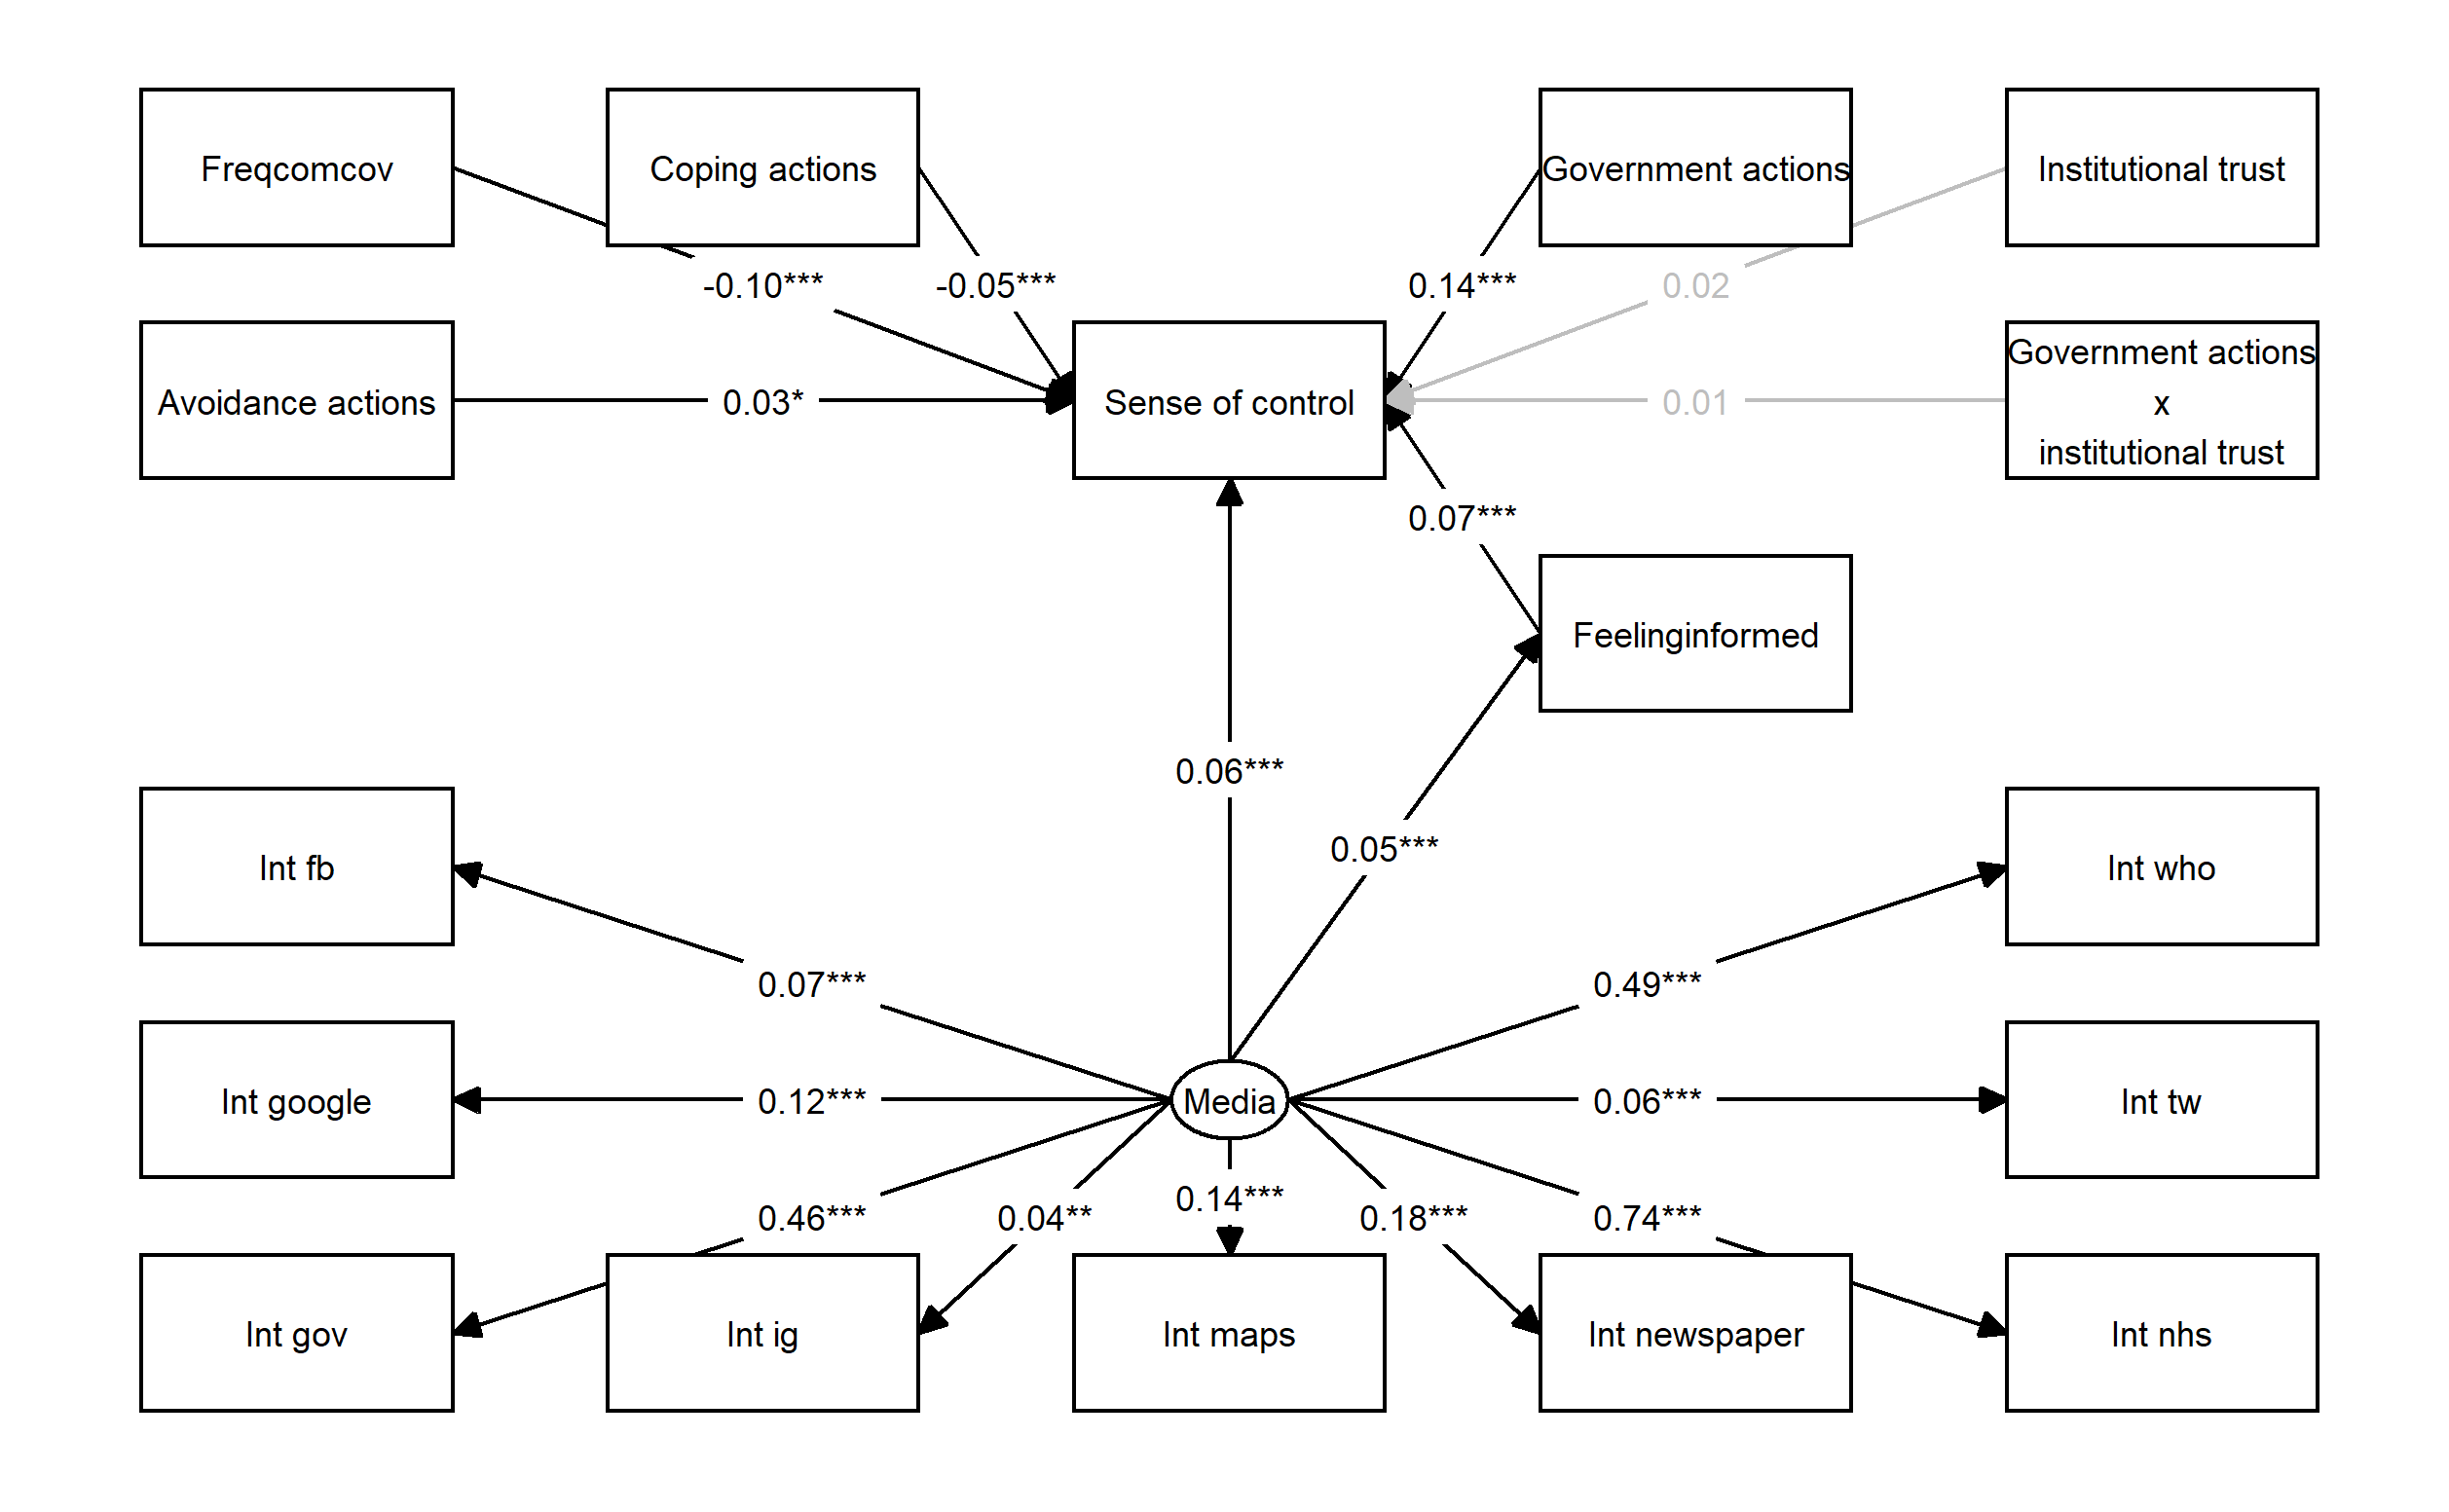 Freqcomcov
Coping actions
Government actions
Institutional trust
-0.10***
-0.05***
0.14***
0.02
Avoidance actions
0.03*
Sense of control
0.01
Government actions
x
institutional trust
0.07***
Feelinginformed
0.06***
0.05***
Int fb
Int who
0.07***
0.49***
Int google
0.12***
Media
0.06***
Int tw
0.46***
0.04**
0.14***
0.18***
0.74***
Int gov
Int ig
Int maps
Int newspaper
Int nhs